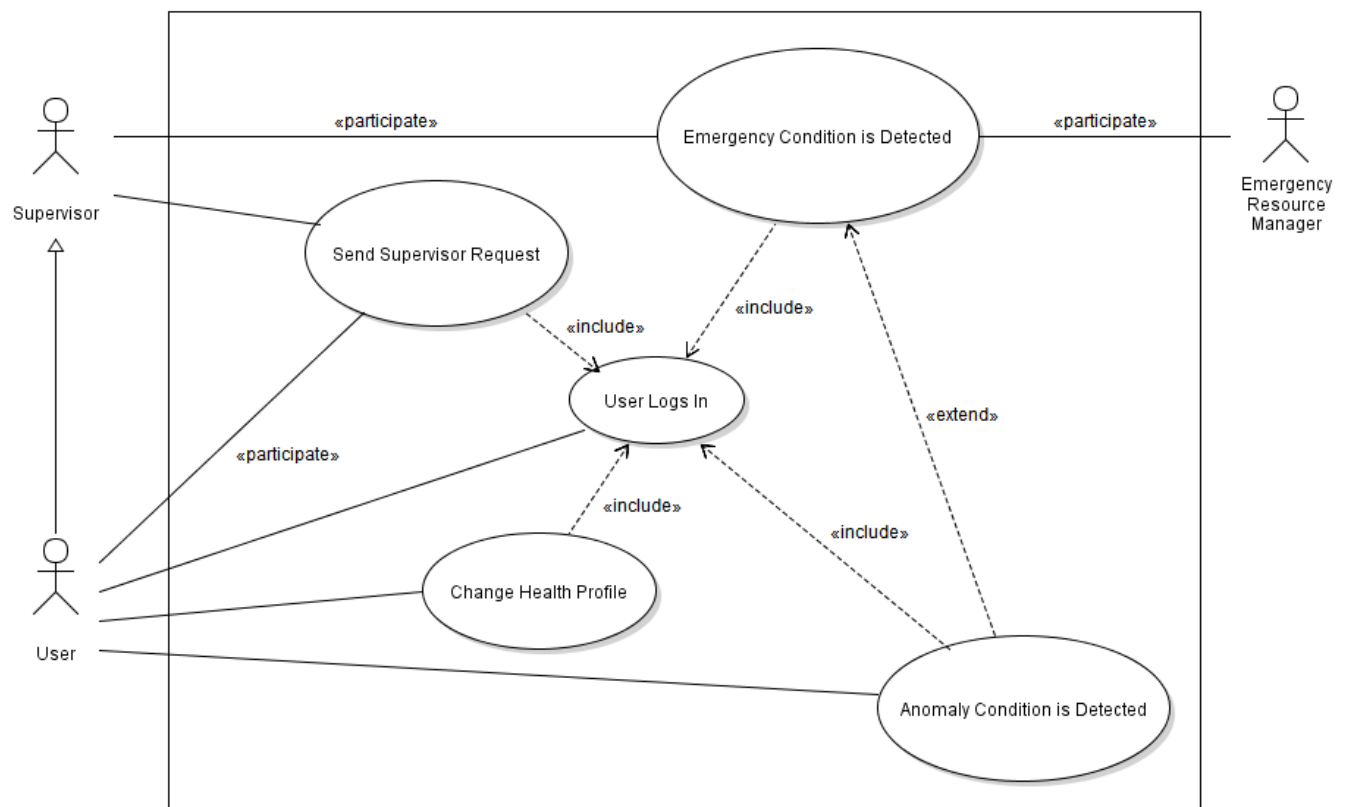 «participate»
«participate»
Emergency Condition is Detected
Supervisor
Emergency
Resource
Manager
Send Supervisor Request
«include»
«include»
User Logs In
«extend»
«participate»
«include»
«include»
Change Health Profile
User
Anomaly Condition is Detected